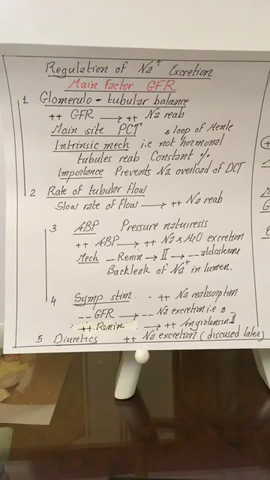 Regulation of Na+ Excretion
Main Factor GFR
1 Glomerulo-tubular balance
++ GFR → ++ Na reab
Main site PCT & loop of Henle
Intrinsic mech i.e not hormonal
tubules reab Constant %
Importence Prevents Na overload of DCT
2 Rate of tubular flow
Slow rate of flow → ++ Na reab
3 ABP Pressure natuiresis
++ ABP → ++ Na & H2O excretion
Mech _ Renin → II → -- aldosterone
Backleak of Na+ in lumen.
4 Symp stim - ++ Na reabsorption
-- GFR → -- Na excretion i.e
++ Renin → ++ Angiotensin II
5 Diuretics ++ Na excretion (discused later)